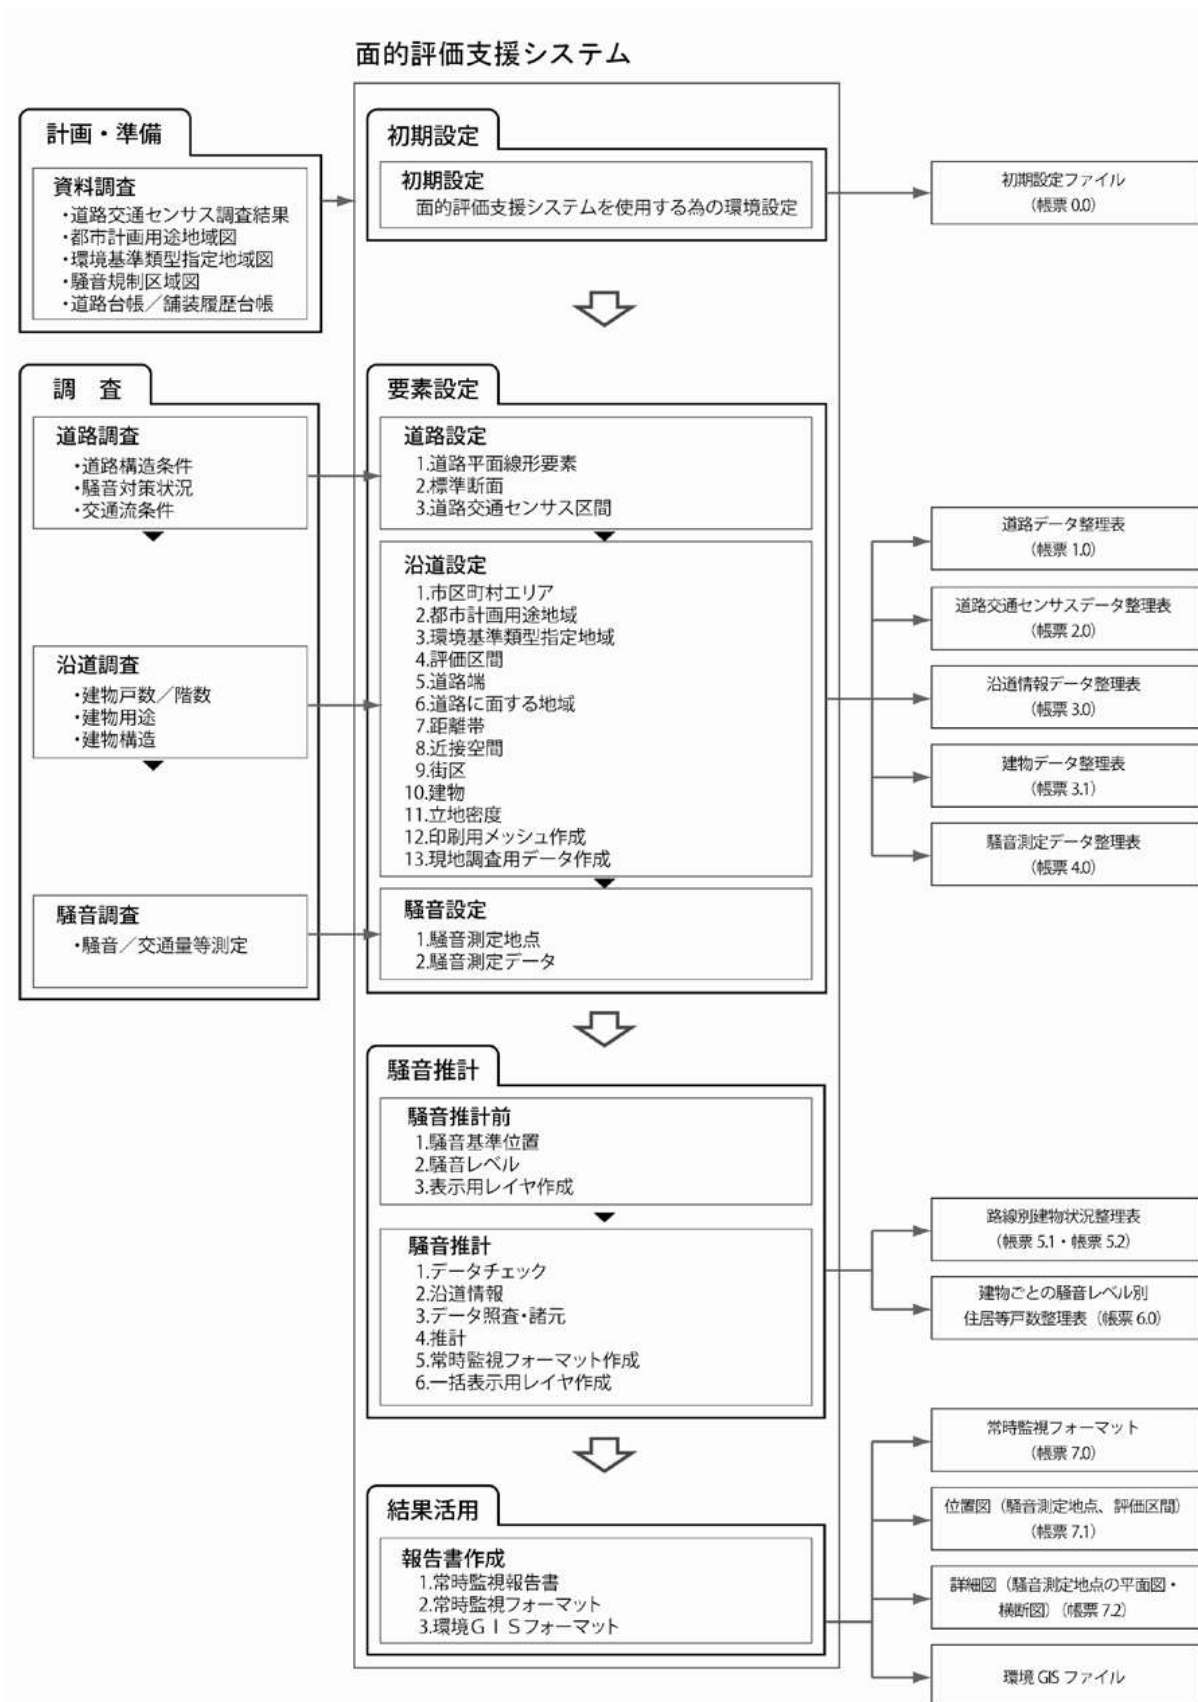 面的評価支援システム
計画・準備
資料調査
・道路交通センサス調査結果
・都市計画用途地域図
・環境基準類型指定地域図
・騒音規制区域図
・道路台帳／舗装履歴台帳
初期設定
初期設定
面的評価支援システムを使用する為の環境設定
初期設定ファイル
(帳票 0.0)
調　査
道路調査
・道路構造条件
・騒音対策状況
・交通流条件
沿道調査
・建物戸数／階数
・建物用途
・建物構造
騒音調査
・騒音／交通量等測定
要素設定
道路設定
1.道路平面線形要素
2.標準断面
3.道路交通センサス区間
沿道設定
1.市区町村エリア
2.都市計画用途地域
3.環境基準類型指定地域
4.評価区間
5.道路端
6.道路に面する地域
7.距離帯
8.近接空間
9.街区
10.建物
11.立地密度
12.印刷用メッシュ作成
13.現地調査用データ作成
騒音設定
1.騒音測定地点
2.騒音測定データ
道路データ整理表
(帳票 1.0)
道路交通センサスデータ整理表
(帳票 2.0)
沿道情報データ整理表
(帳票 3.0)
建物データ整理表
(帳票 3.1)
騒音測定データ整理表
(帳票 4.0)
騒音推計
騒音推計前
1.騒音基準位置
2.騒音レベル
3.表示用レイヤ作成
騒音推計
1.データチェック
2.沿道情報
3.データ照査・諸元
4.推計
5.常時監視フォーマット作成
6.一括表示用レイヤ作成
路線別建物状況整理表
(帳票 5.1・帳票 5.2)
建物ごとの騒音レベル別
住居等戸数整理表（帳票 6.0）
結果活用
報告書作成
1.常時監視報告書
2.常時監視フォーマット
3.環境ＧＩＳフォーマット
常時監視フォーマット
(帳票 7.0)
位置図（騒音測定地点、評価区間）
(帳票 7.1)
詳細図（騒音測定地点の平面図・
横断図）（帳票 7.2）
環境 GIS ファイル